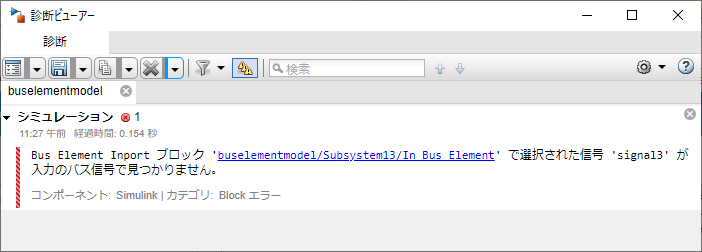 診断ビューアー
診断
検索
buselementmodel
シミュレーション 1
11:27 午前 経過時間: 0.154 秒
Bus Element Inport ブロック 'buselementmodel/Subsystem13/In Bus Element' で選択された信号 'signal3' が
入力のバス信号で見つかりません。
コンポーネント: Simulink | カテゴリ: Block エラー